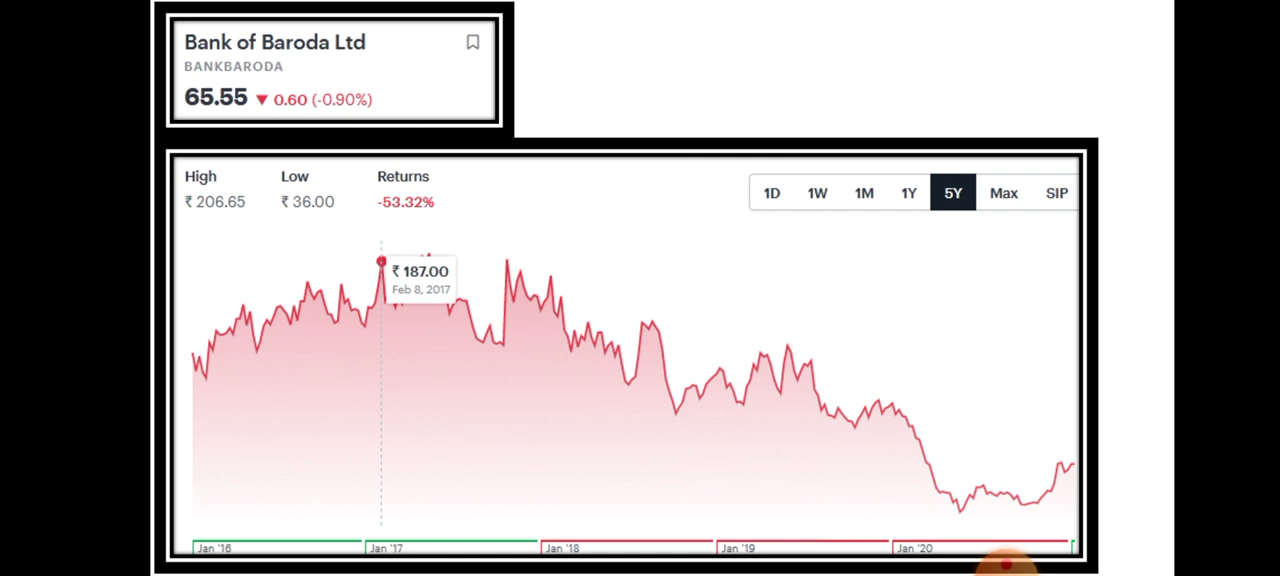 Bank of Baroda Ltd
BANKBARODA
65.55 ▼ 0.60 (-0.90%)
High Low Returns
₹ 206.65 ₹ 36.00 -53.32%
1D 1W 1M 1Y 5Y Max SIP
₹ 187.00
Feb 8, 2017
Jan '16 Jan '17 Jan '18 Jan '19 Jan '20